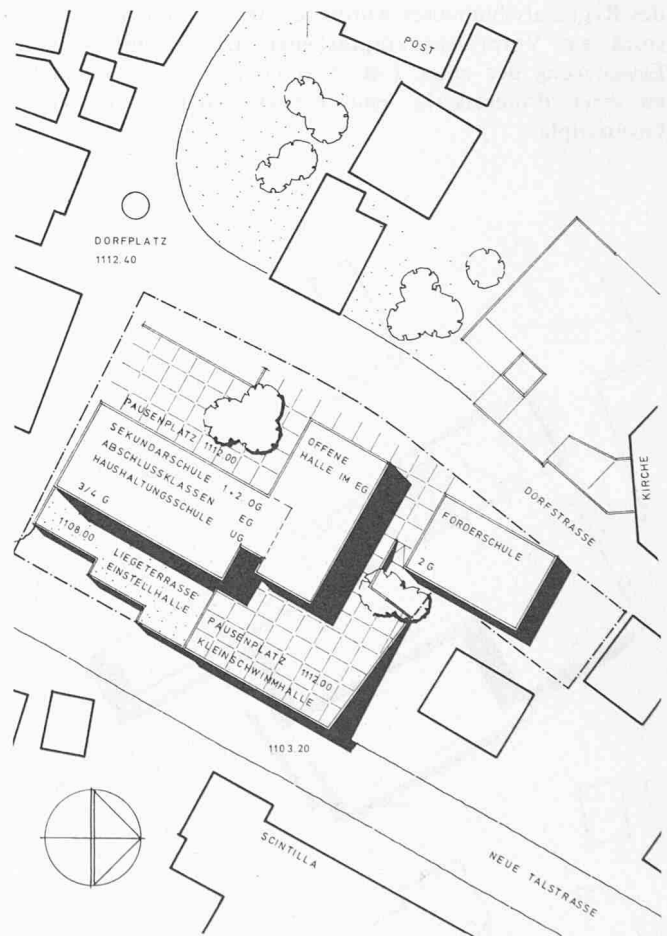 POST
DORFPLATZ
1112.40
PAUSENPLATZ 1112.00
SEKUNDARSCHULE 1+2 OG
ABSCHLUSSKLASSEN EG
HAUSHALTUNGSSCHULE UG
3/4 G
OFFENE
HALLE IM EG
KIRCHE
DORFSTRASSE
FÖRDERSCHULE
2 G
1108.00
LIEGETERRASSE
EINSTELLHALLE
PAUSENPLATZ 1112.00
KLEINSCHWIMMHALLE
1103.20
SCINTILLA
NEUE TALSTRASSE